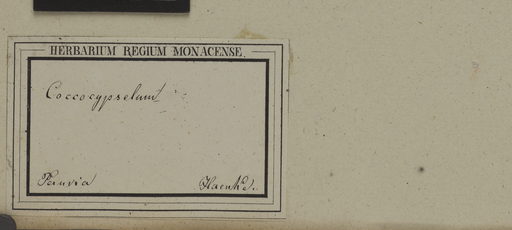 HERBARIUM REGIUM MONACENSE.
Coccocypselum
Peruvia Haenke.